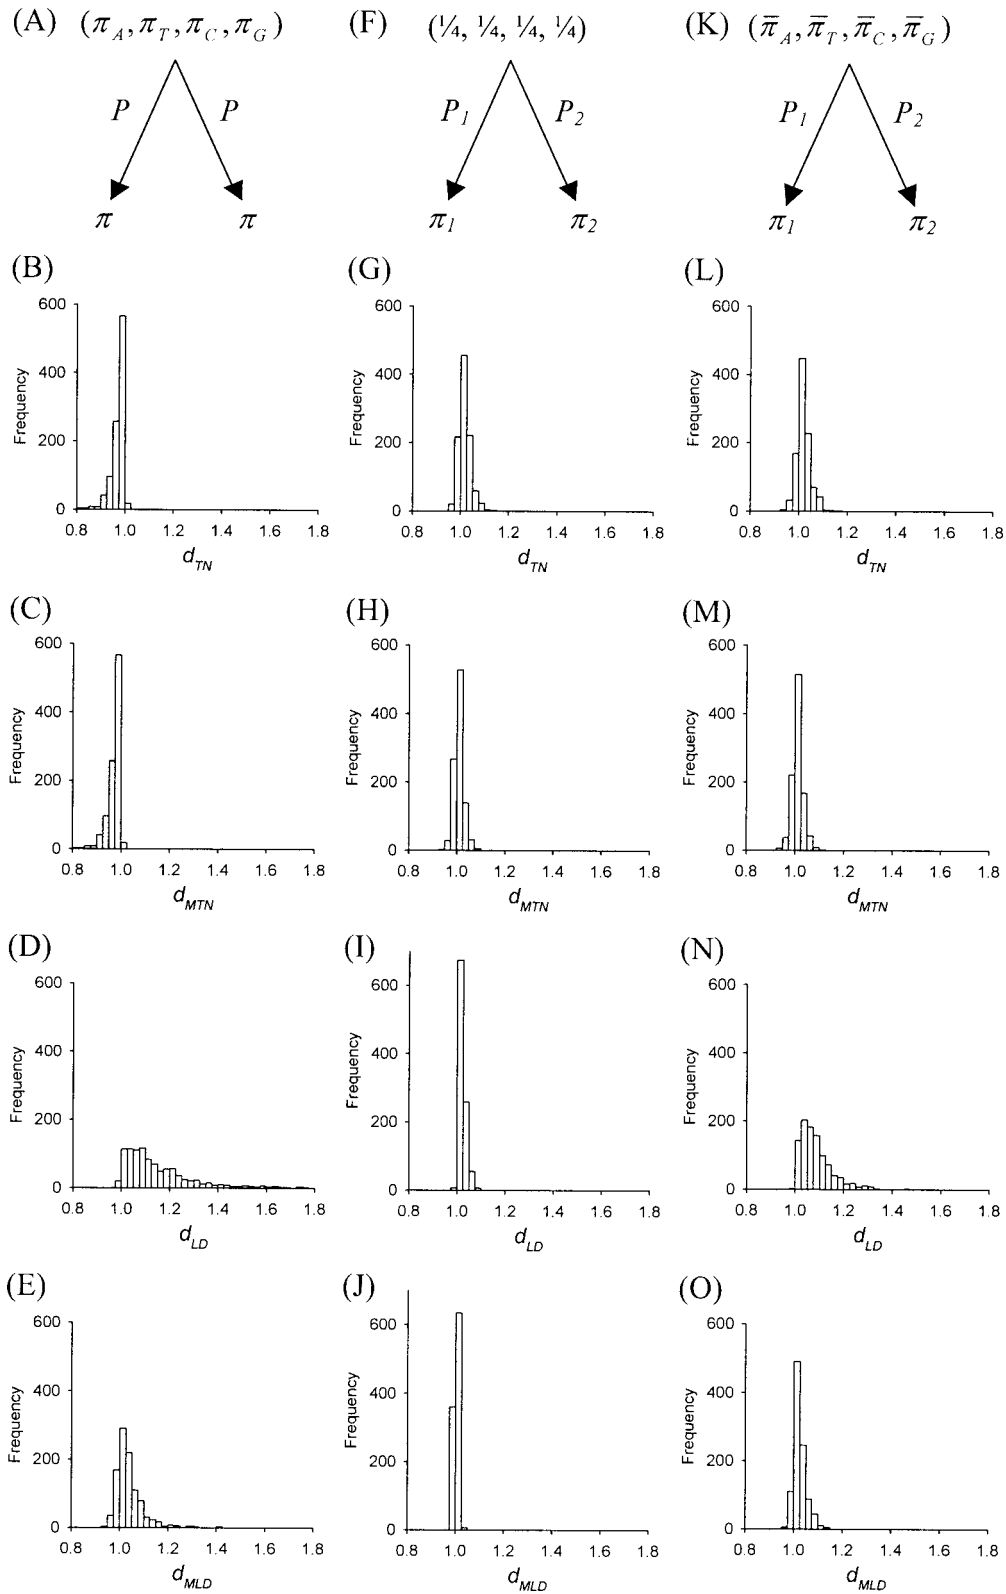 (A) (π_A, π_T, π_C, π_G) (F) (¼, ¼, ¼, ¼) (K) (π̄_A, π̄_T, π̄_C, π̄_G)
P P P_1 P_2 P_1 P_2
π π π_1 π_2 π_1 π_2
(B) (G) (L)
600 400 200 0 Frequency 0.8 1.0 1.2 1.4 1.6 1.8 d_TN
600 400 200 0 Frequency 0.8 1.0 1.2 1.4 1.6 1.8 d_TN
600 400 200 0 Frequency 0.8 1.0 1.2 1.4 1.6 1.8 d_TN
(C) (H) (M)
600 400 200 0 Frequency 0.8 1.0 1.2 1.4 1.6 1.8 d_MTN
600 400 200 0 Frequency 0.8 1.0 1.2 1.4 1.6 1.8 d_MTN
600 400 200 0 Frequency 0.8 1.0 1.2 1.4 1.6 1.8 d_MTN
(D) (I) (N)
600 400 200 0 Frequency 0.8 1.0 1.2 1.4 1.6 1.8 d_LD
600 400 200 0 Frequency 0.8 1.0 1.2 1.4 1.6 1.8 d_LD
600 400 200 0 Frequency 0.8 1.0 1.2 1.4 1.6 1.8 d_LD
(E) (J) (O)
600 400 200 0 Frequency 0.8 1.0 1.2 1.4 1.6 1.8 d_MLD
600 400 200 0 Frequency 0.8 1.0 1.2 1.4 1.6 1.8 d_MLD
600 400 200 0 Frequency 0.8 1.0 1.2 1.4 1.6 1.8 d_MLD